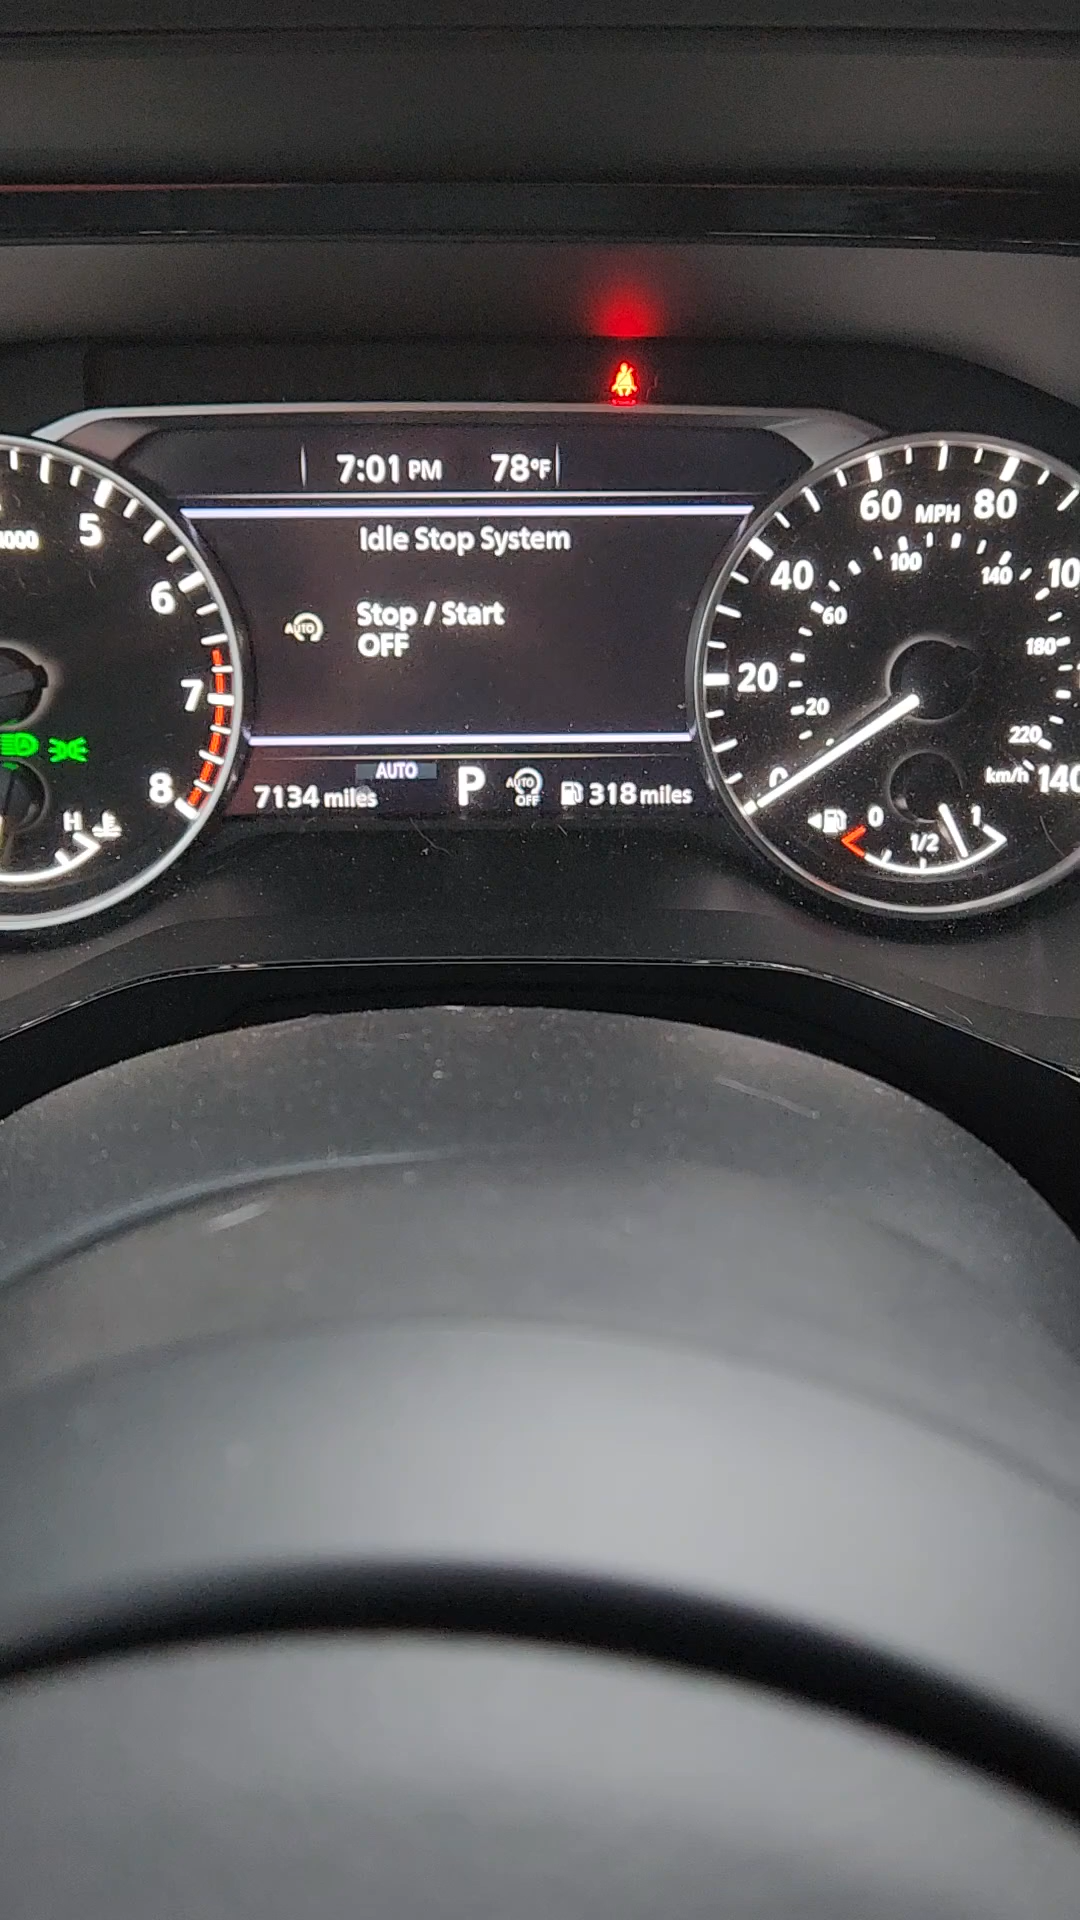 7:01 PM 78°F
Idle Stop System
Stop / Start
OFF
AUTO
AUTO
7134 miles
P
AUTO
OFF
318 miles
5
6
7
8
H
MPH
0
20
40
60
80
140
km/h
20
60
100
140
180
220
0
1/2
1